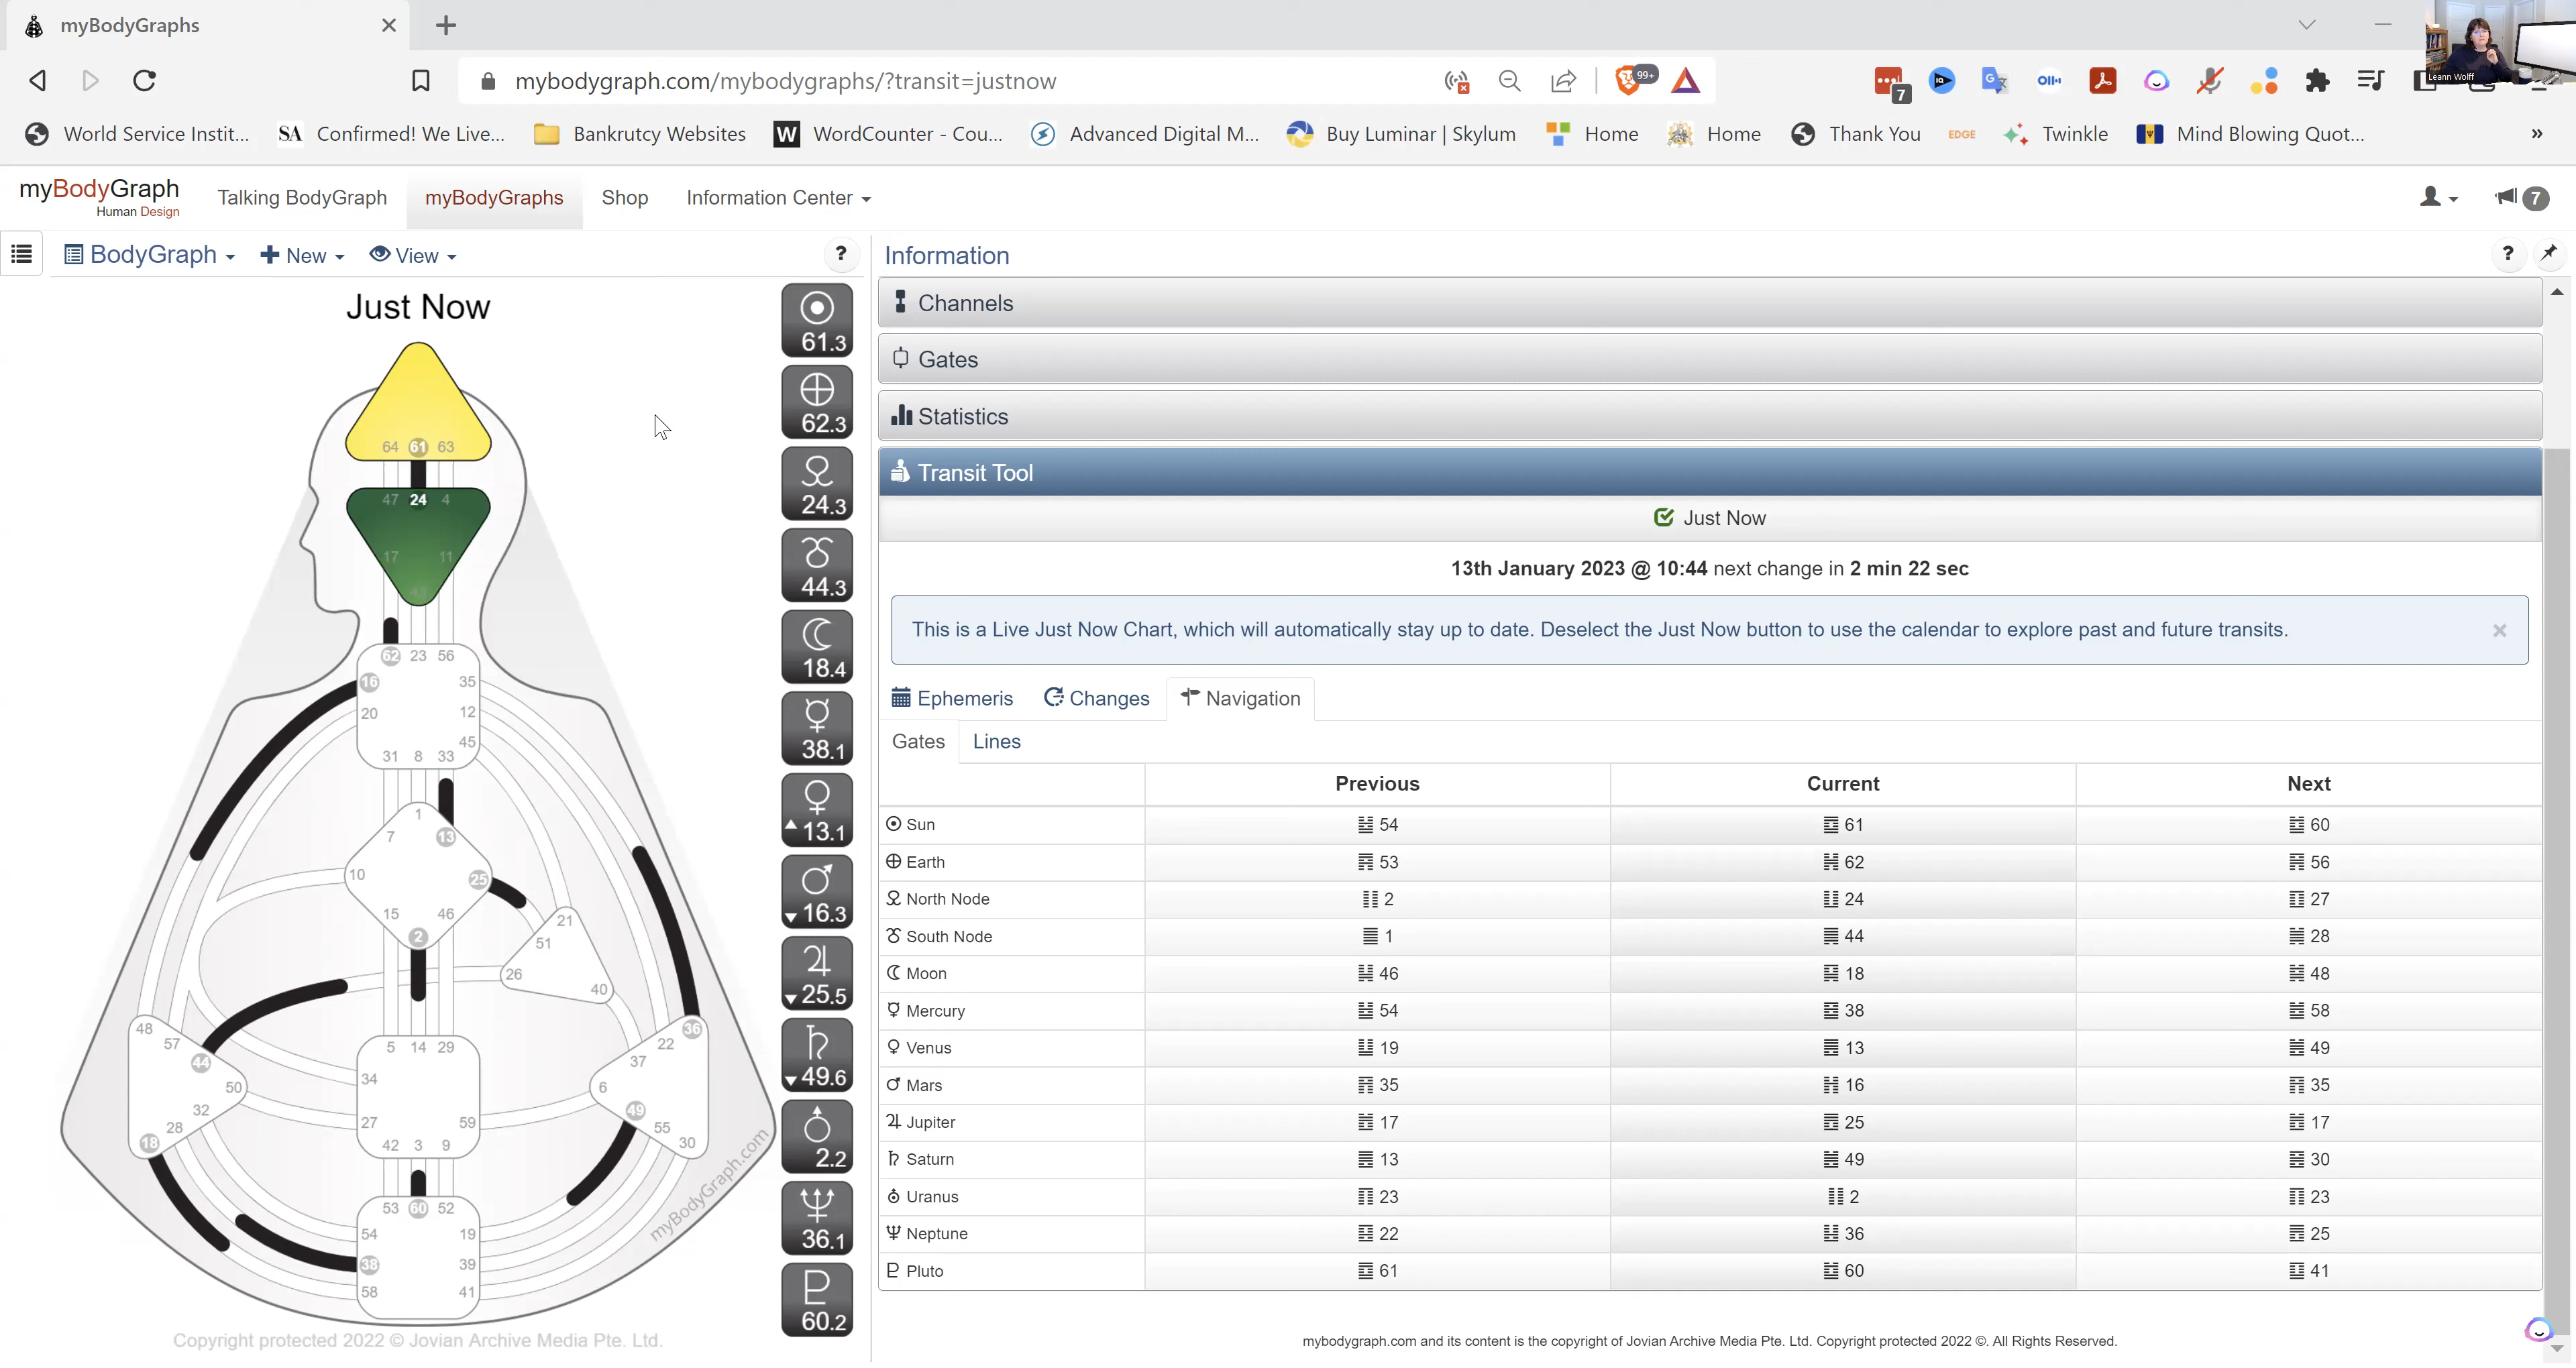 myBodyGraphs
mybodygraph.com/mybodygraphs/?transit=justnow
99+
7
Leann Wolff
World Service Instit...
SA Confirmed! We Live...
Bankrutcy Websites
W WordCounter - Cou...
Advanced Digital M...
Buy Luminar | Skylum
Home
Home
Thank You
EDGE
Twinkle
Mind Blowing Quot...
»
myBodyGraph
Human Design
Talking BodyGraph
myBodyGraphs
Shop
Information Center
7
BodyGraph
New
View
?
Information
?
Just Now
64 61 63
47 24 4
17 11
43
62 23 56
16 35
20 12
45
31 8 33
1
7 13
10 25
15 46
2
21
51
26
40
48
57
44
50
32
28
18
5 14 29
34
27 59
42 3 9
36
22
37
6
49
55
30
53 60 52
54 19
38 39
58 41
myBodyGraph.com
Copyright protected 2022 © Jovian Archive Media Pte. Ltd.
61.3
62.3
24.3
44.3
18.4
38.1
13.1
16.3
25.5
49.6
2.2
36.1
60.2
Channels
Gates
Statistics
Transit Tool
Just Now
13th January 2023 @ 10:44 next change in 2 min 22 sec
This is a Live Just Now Chart, which will automatically stay up to date. Deselect the Just Now button to use the calendar to explore past and future transits.
×
Ephemeris
Changes
Navigation
Gates
Lines
Previous Current Next
Sun 54 61 60
Earth 53 62 56
North Node 2 24 27
South Node 1 44 28
Moon 46 18 48
Mercury 54 38 58
Venus 19 13 49
Mars 35 16 35
Jupiter 17 25 17
Saturn 13 49 30
Uranus 23 2 23
Neptune 22 36 25
Pluto 61 60 41
mybodygraph.com and its content is the copyright of Jovian Archive Media Pte. Ltd. Copyright protected 2022 ©. All Rights Reserved.